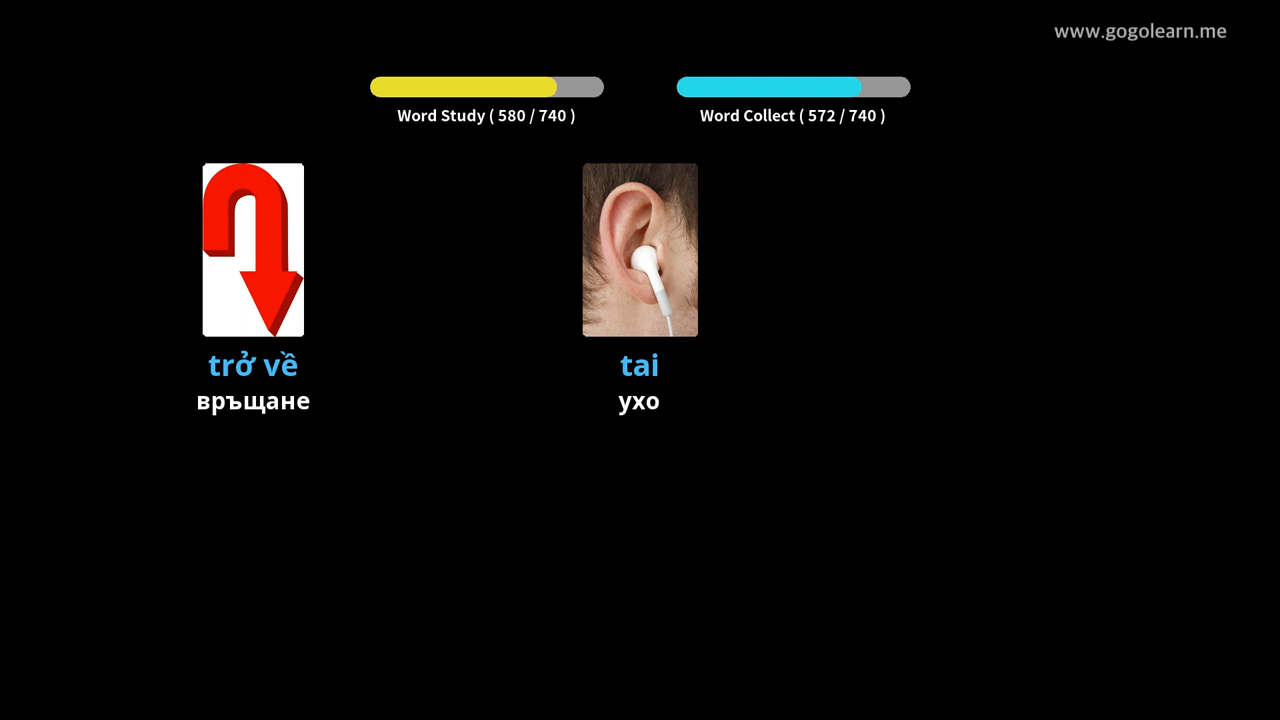 www.gogolearn.me
Word Study ( 580 / 740 )
Word Collect ( 572 / 740 )
trở về
връщане
tai
ухо